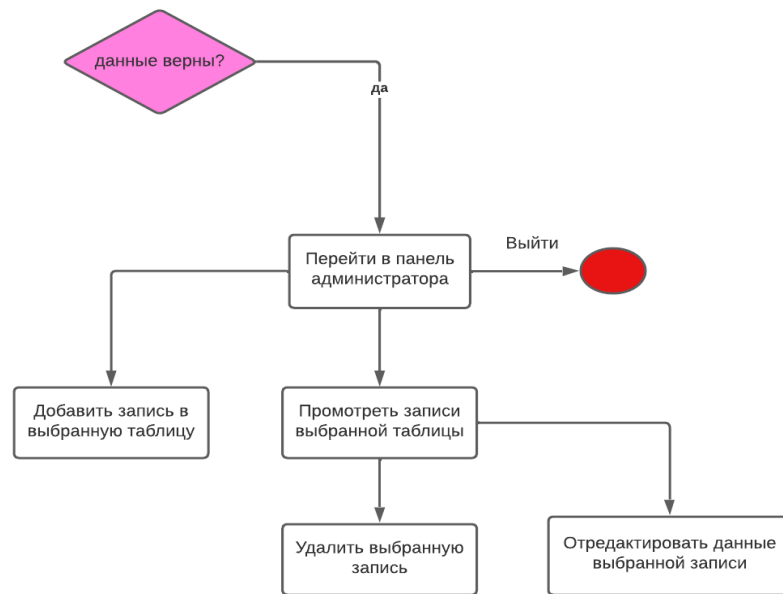 данные верны?
да
Перейти в панель
администратора
Выйти
Добавить запись в
выбранную таблицу
Промотреть записи
выбранной таблицы
Удалить выбранную
запись
Отредактировать данные
выбранной записи